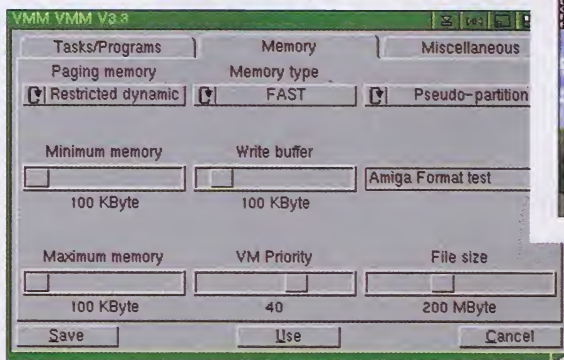 VMM VMM V3.3
Tasks/Programs Memory Miscellaneous
Paging memory Memory type
Restricted dynamic FAST Pseudo-partition
Minimum memory Write buffer
Amiga Format test
100 KByte 100 KByte
Maximum memory VM Priority File size
100 KByte 40 200 MByte
Save Use Cancel